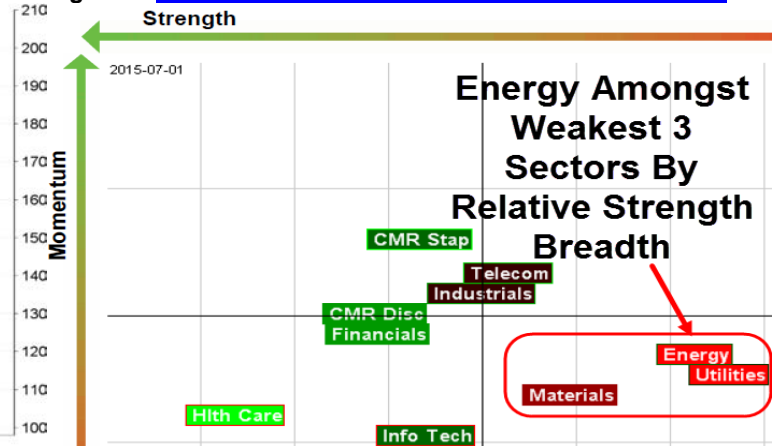 Strength
210
200
190
180
170
160
150
140
130
120
110
100
Momentum
2015-07-01
Energy Amongst
Weakest 3
Sectors By
Relative Strength
Breadth
CMR Stap
Telecom
Industrials
CMR Disc
Financials
Energy
Utilities
Materials
Hlth Care
Info Tech